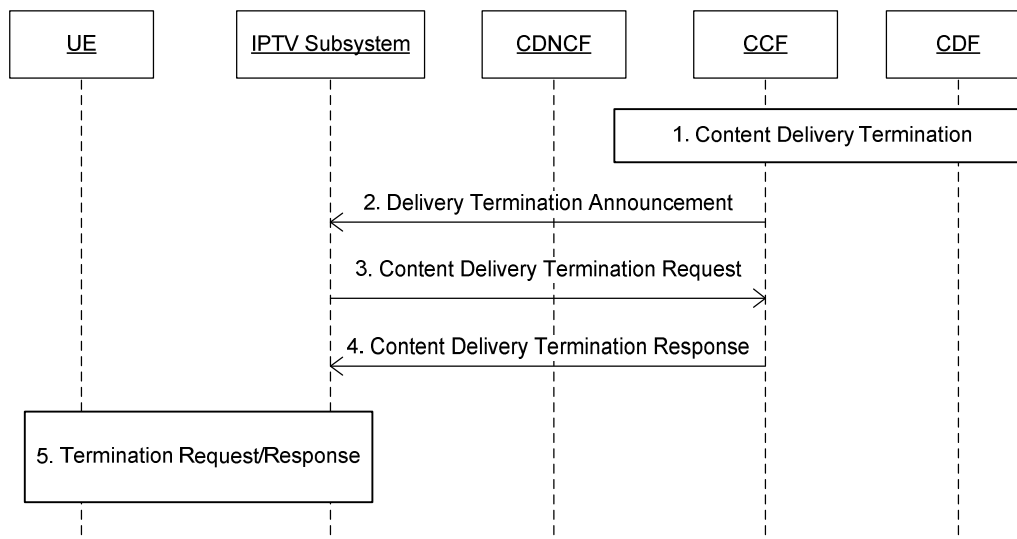 UE
IPTV Subsystem
CDNCF
CCF
CDF
1. Content Delivery Termination
2. Delivery Termination Announcement
3. Content Delivery Termination Request
4. Content Delivery Termination Response
5. Termination Request/Response